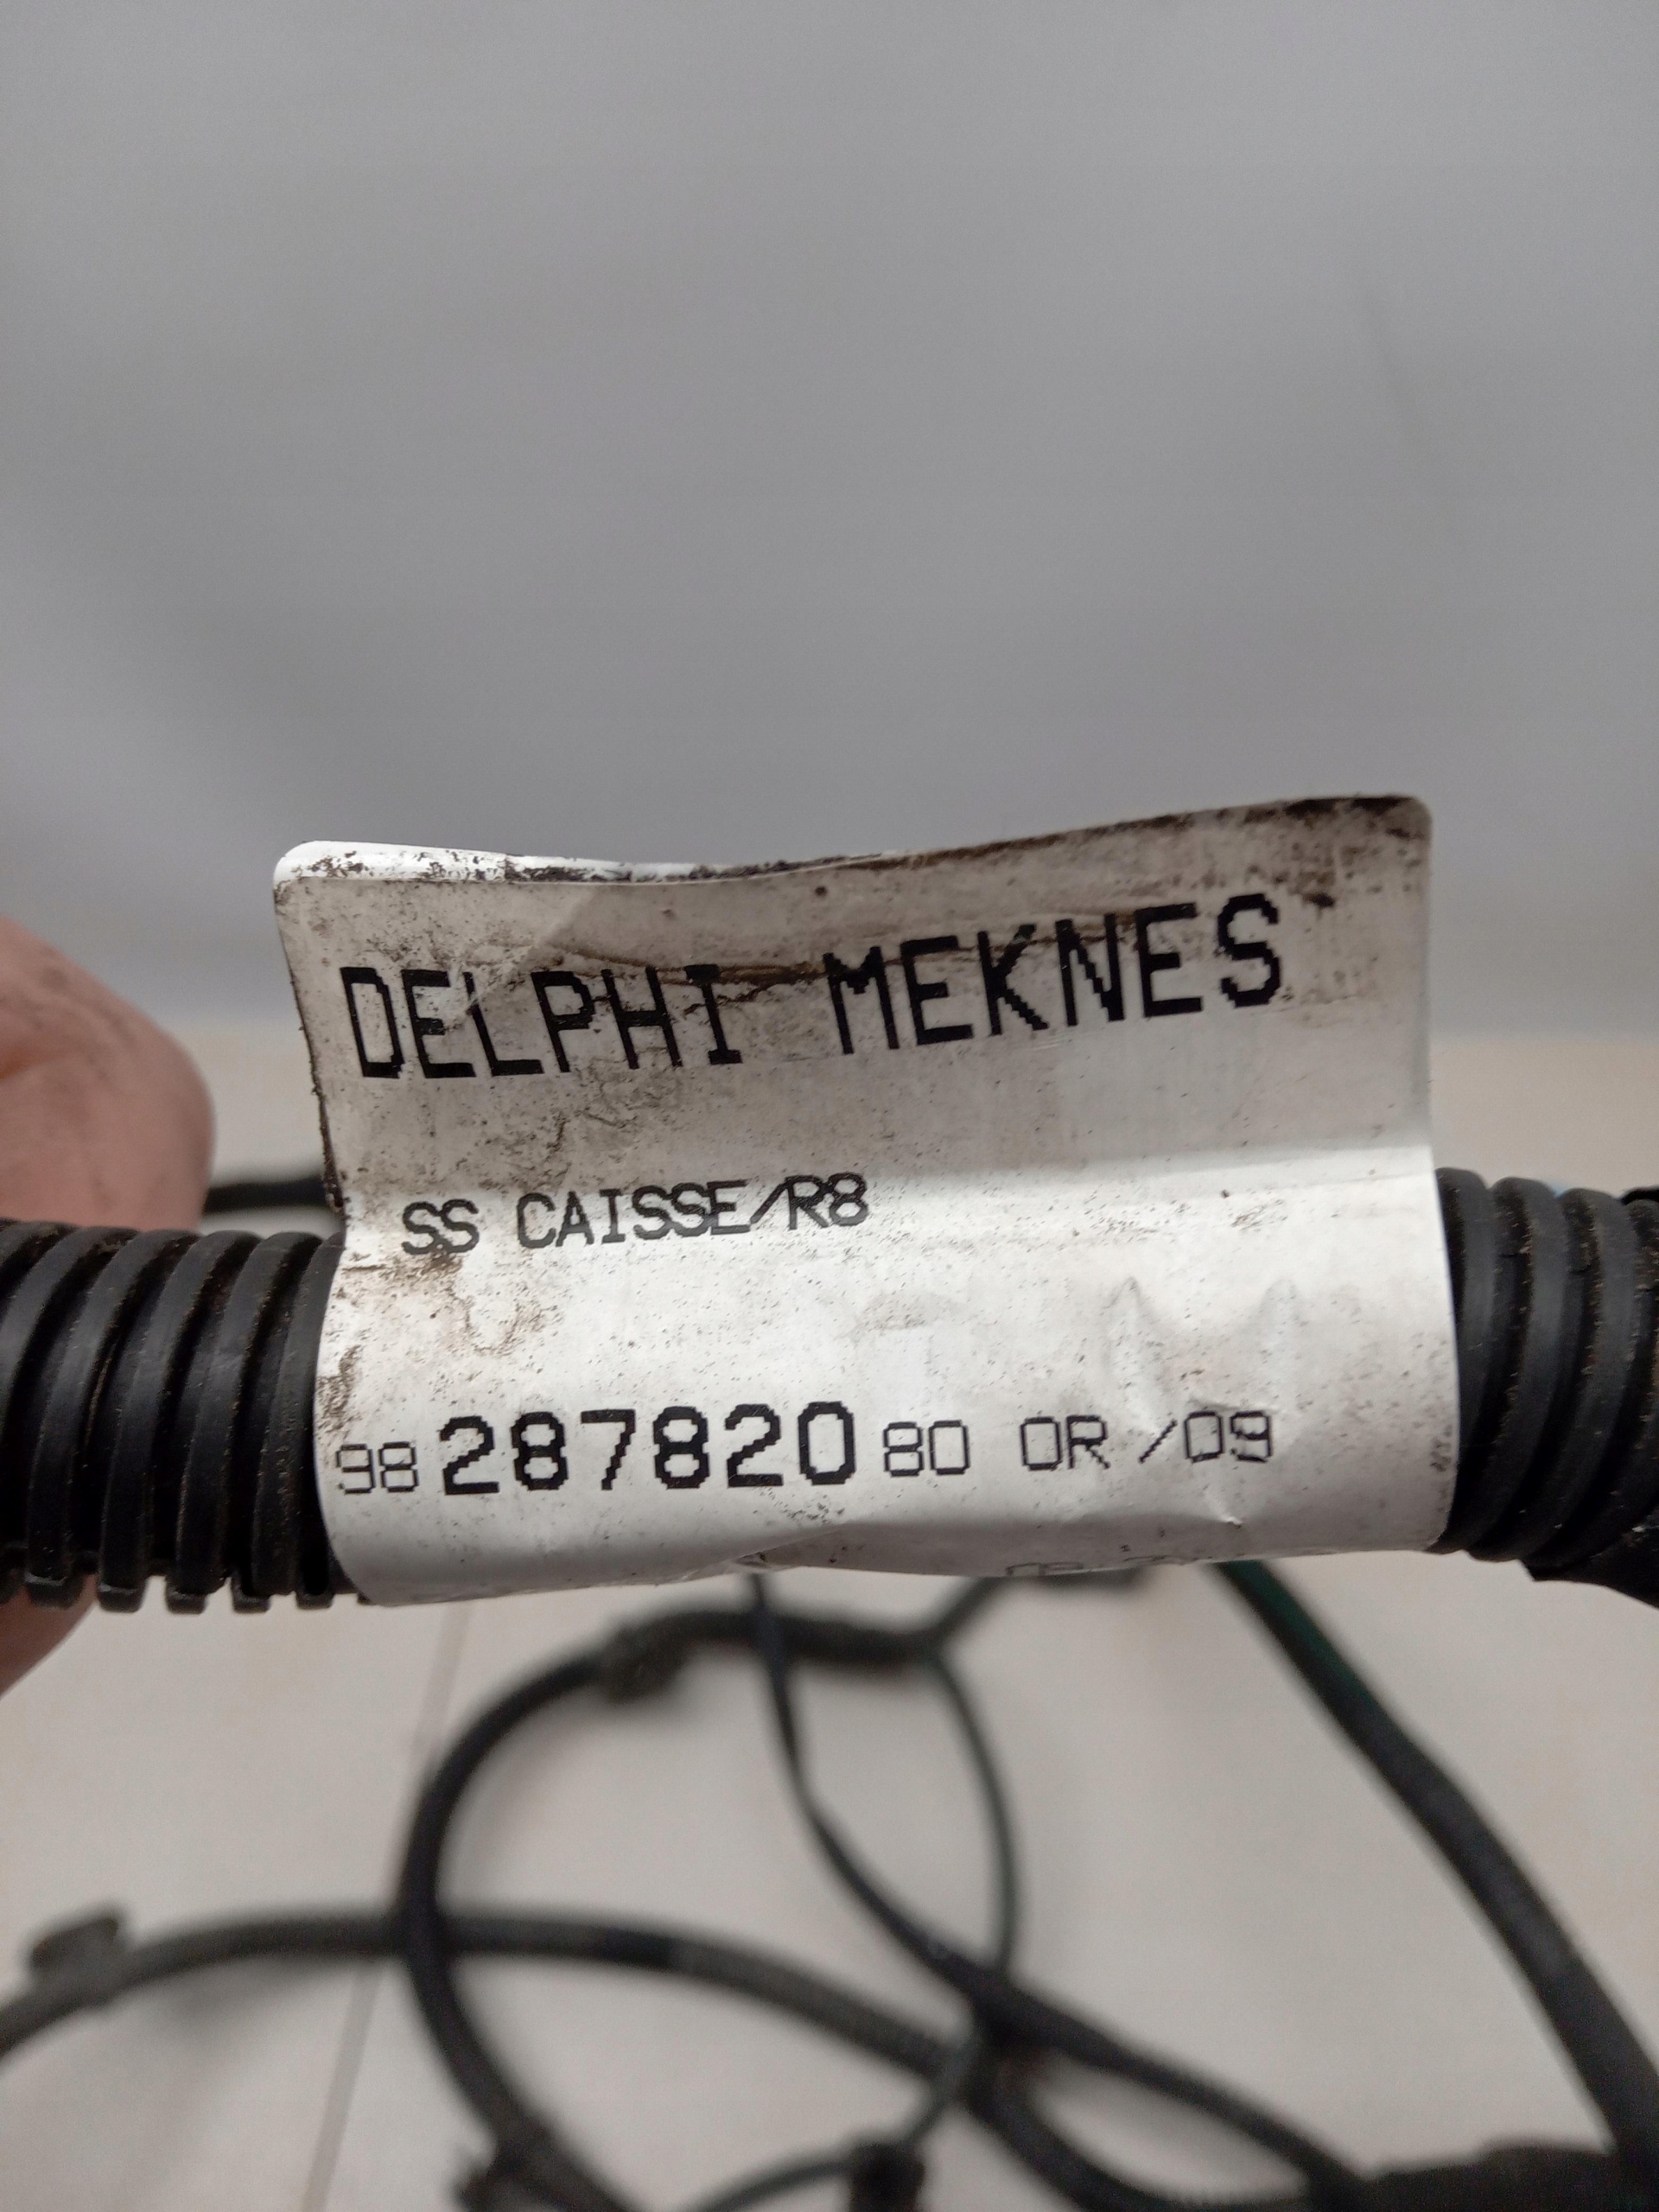 DELPHI MEKNES
SS CAISSE/R8
98 287820 80 OR /09